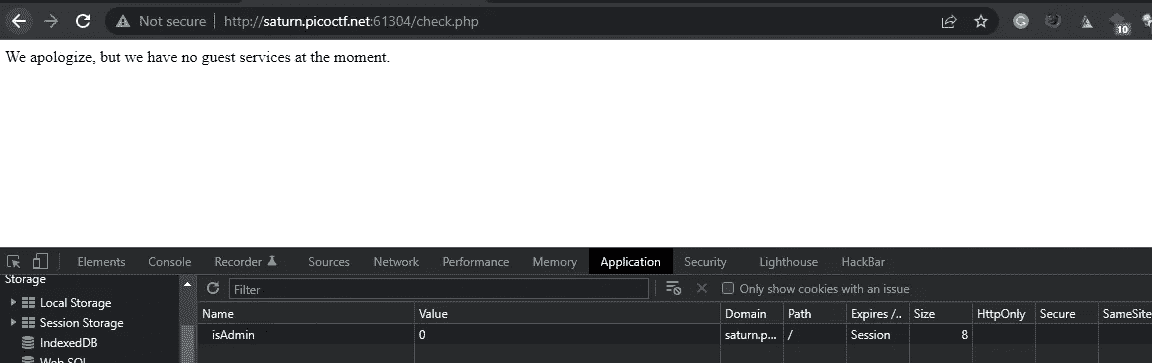 Not secure | http://saturn.picoctf.net:61304/check.php
10
We apologize, but we have no guest services at the moment.
Elements Console Recorder Sources Network Performance Memory Application Security Lighthouse HackBar
Storage
Filter Only show cookies with an issue
Local Storage
Session Storage
IndexedDB
Web SQL
Name Value Domain Path Expires /.. Size HttpOnly Secure SameSite
isAdmin 0 saturn.p... / Session 8